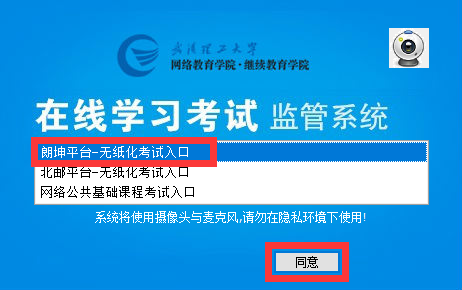 武汉理工大学
网络教育学院·继续教育学院
在线学习考试 监管系统
朗坤平台-无纸化考试入口
北邮平台-无纸化考试入口
网络公共基础课程考试入口
系统将使用摄像头与麦克风,请勿在隐私环境下使用!
同意